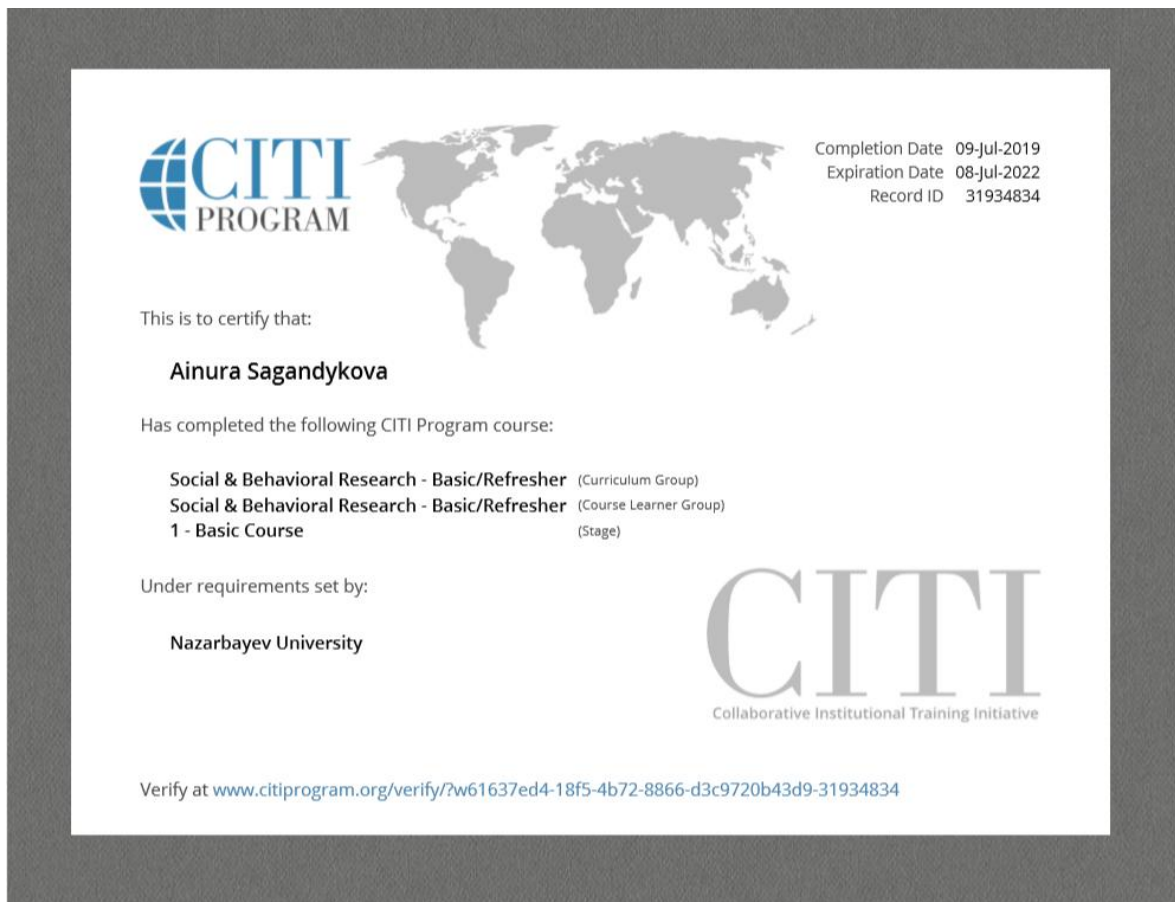 CITI
PROGRAM
Completion Date 09-Jul-2019
Expiration Date 08-Jul-2022
Record ID 31934834
This is to certify that:
Ainura Sagandykova
Has completed the following CITI Program course:
Social & Behavioral Research - Basic/Refresher (Curriculum Group)
Social & Behavioral Research - Basic/Refresher (Course Learner Group)
1 - Basic Course (Stage)
Under requirements set by:
Nazarbayev University
CITI
Collaborative Institutional Training Initiative
Verify at www.citiprogram.org/verify/?w61637ed4-18f5-4b72-8866-d3c9720b43d9-31934834